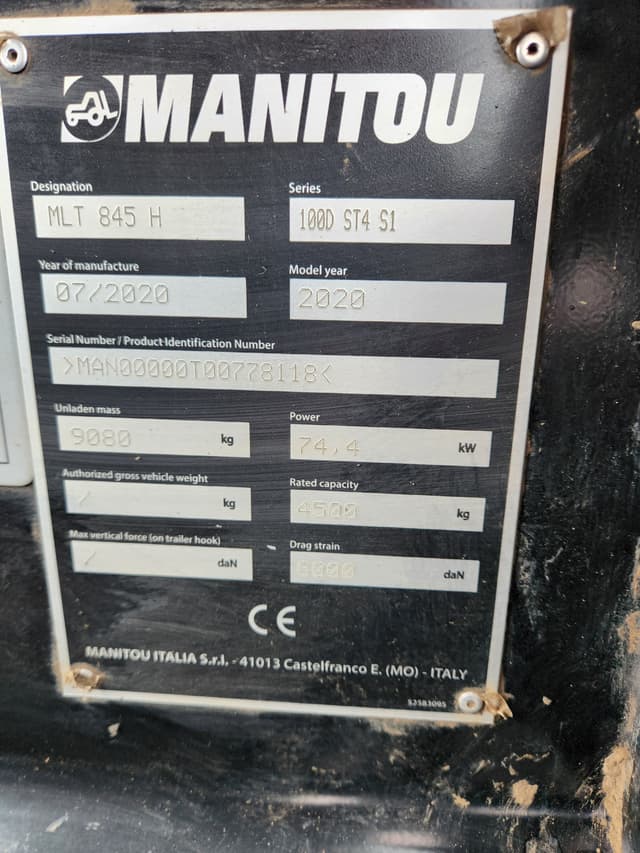 MANITOU
Designation
Series
MLT 845 H
100D ST4 S1
Year of manufacture
Model year
07/2020
2020
Serial Number / Product Identification Number
>MAN00000T00778118<
Unladen mass
Power
9080 kg
74,4 kW
Authorized gross vehicle weight
Rated capacity
/ kg
4500 kg
Max vertical force (on trailer hook)
Drag strain
/ daN
daN
CE
MANITOU ITALIA S.r.l. - 41013 Castelfranco E. (MO) - ITALY
52583095